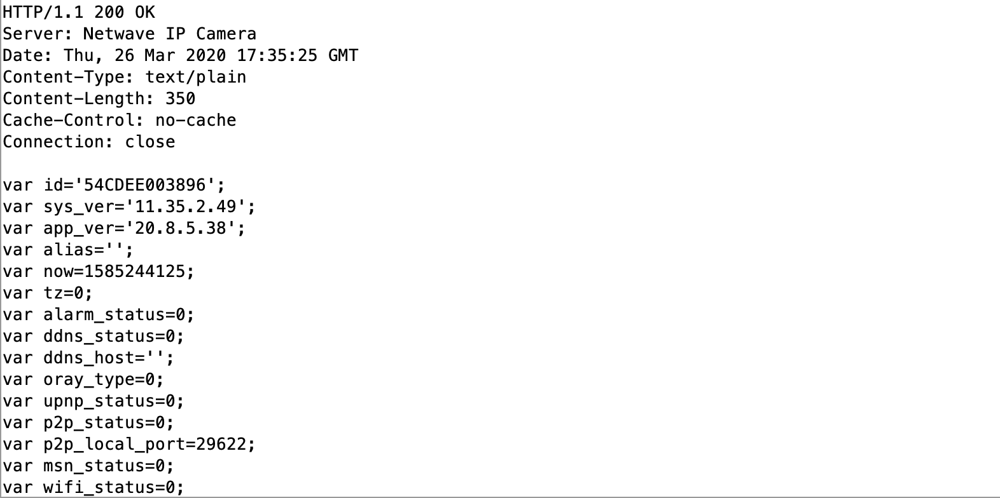 HTTP/1.1 200 OK
Server: Netwave IP Camera
Date: Thu, 26 Mar 2020 17:35:25 GMT
Content-Type: text/plain
Content-Length: 350
Cache-Control: no-cache
Connection: close

var id='54CDEE003896';
var sys_ver='11.35.2.49';
var app_ver='20.8.5.38';
var alias='';
var now=1585244125;
var tz=0;
var alarm_status=0;
var ddns_status=0;
var ddns_host='';
var oray_type=0;
var upnp_status=0;
var p2p_status=0;
var p2p_local_port=29622;
var msn_status=0;
var wifi_status=0;